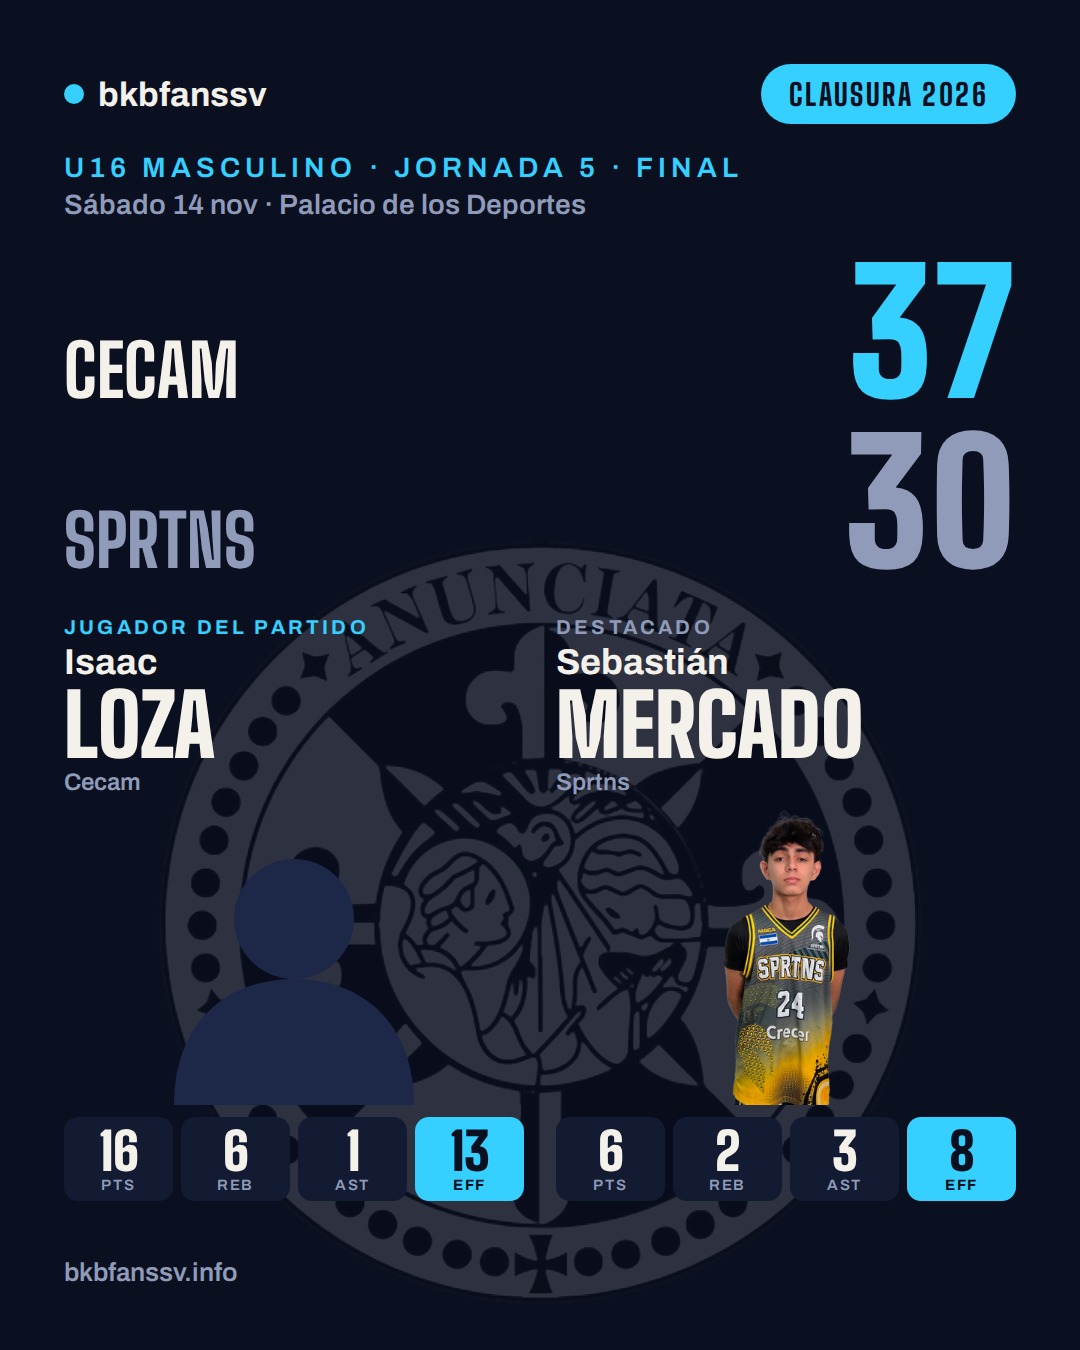 bkbfanssv
CLAUSURA 2026
U16 MASCULINO · JORNADA 5 · FINAL
Sábado 14 nov · Palacio de los Deportes
CECAM 37
SPRTNS 30
ANUNCIATA
JUGADOR DEL PARTIDO
Isaac
LOZA
Cecam
DESTACADO
Sebastián
MERCADO
Sprtns
SPRTNS
24
Crecer
16 PTS
6 REB
1 AST
13 EFF
6 PTS
2 REB
3 AST
8 EFF
bkbfanssv.info